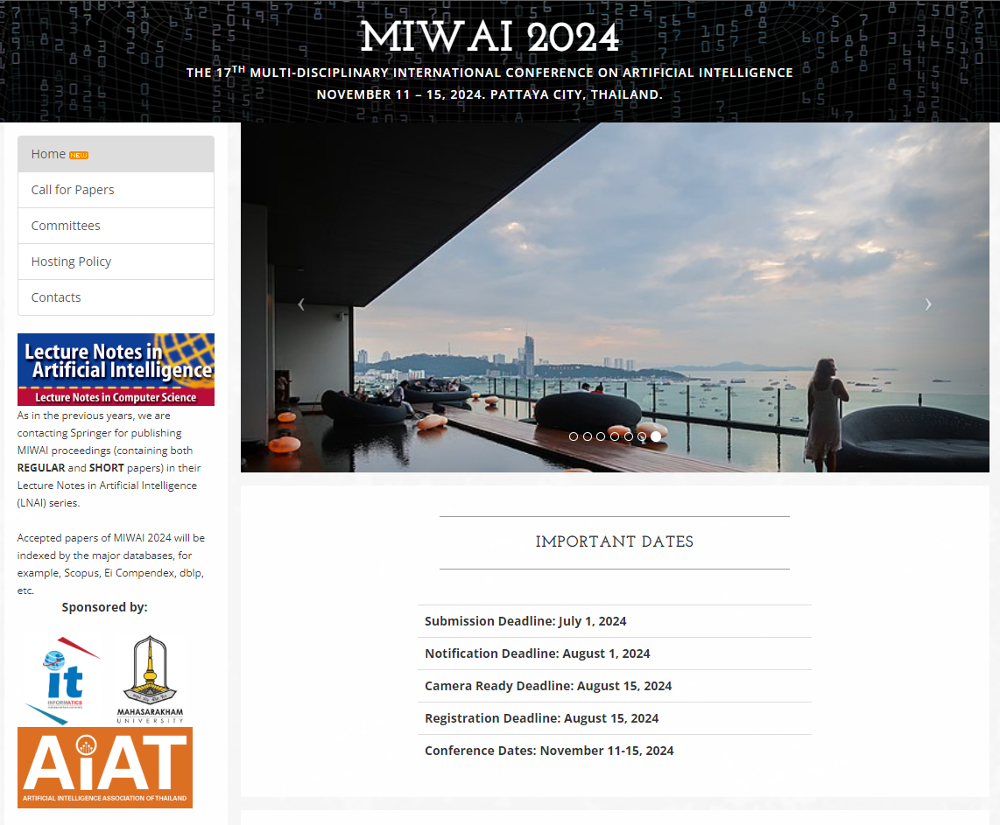 MIWAI 2024
THE 17TH MULTI-DISCIPLINARY INTERNATIONAL CONFERENCE ON ARTIFICIAL INTELLIGENCE
NOVEMBER 11 – 15, 2024. PATTAYA CITY, THAILAND.
Home NEW
Call for Papers
Committees
Hosting Policy
Contacts
Lecture Notes in
Artificial Intelligence
Lecture Notes in Computer Science
As in the previous years, we are
contacting Springer for publishing
MIWAI proceedings (containing both
REGULAR and SHORT papers) in their
Lecture Notes in Artificial Intelligence
(LNAI) series.
Accepted papers of MIWAI 2024 will be
indexed by the major databases, for
example, Scopus, Ei Compendex, dblp,
etc.
Sponsored by:
it
INFORMATICS
MAHASARAKHAM
UNIVERSITY
AiAT
ARTIFICIAL INTELLIGENCE ASSOCIATION OF THAILAND
IMPORTANT DATES
Submission Deadline: July 1, 2024
Notification Deadline: August 1, 2024
Camera Ready Deadline: August 15, 2024
Registration Deadline: August 15, 2024
Conference Dates: November 11-15, 2024